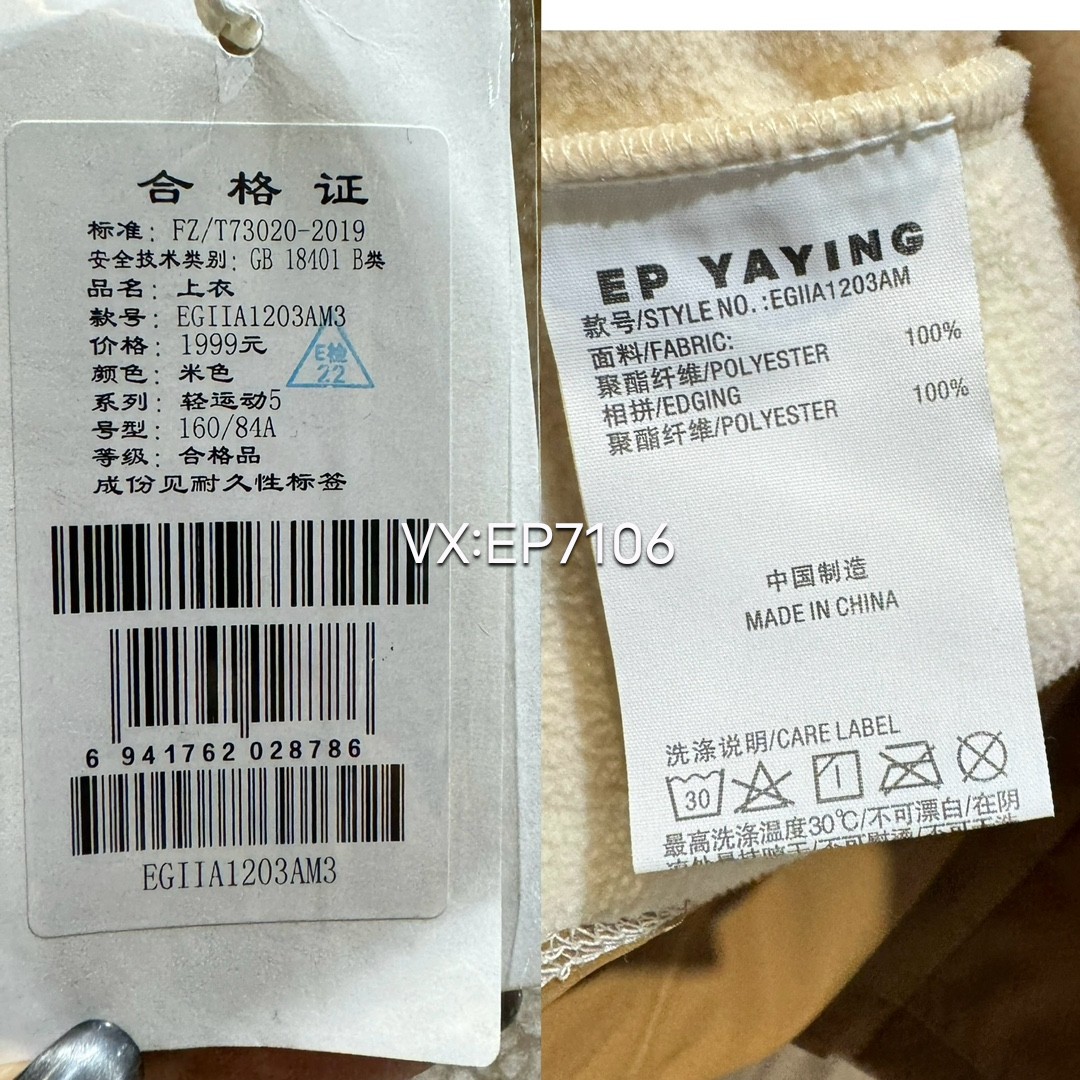 合格证
标准: FZ/T73020-2019
安全技术类别: GB 18401 B类
品名: 上衣
款号: EGIIA1203AM3
价格: 1999元
颜色: 米色
系列: 轻运动5
号型: 160/84A
等级: 合格品
成份见耐久性标签
E检
22
6 941762 028786
EGIIA1203AM3
VX:EP7106
EP YAYING
款号/STYLE NO.:EGIIA1203AM
面料/FABRIC:
聚酯纤维/POLYESTER 100%
相拼/EDGING
聚酯纤维/POLYESTER 100%
中国制造
MADE IN CHINA
洗涤说明/CARE LABEL
30
最高洗涤温度30℃/不可漂白/在阴